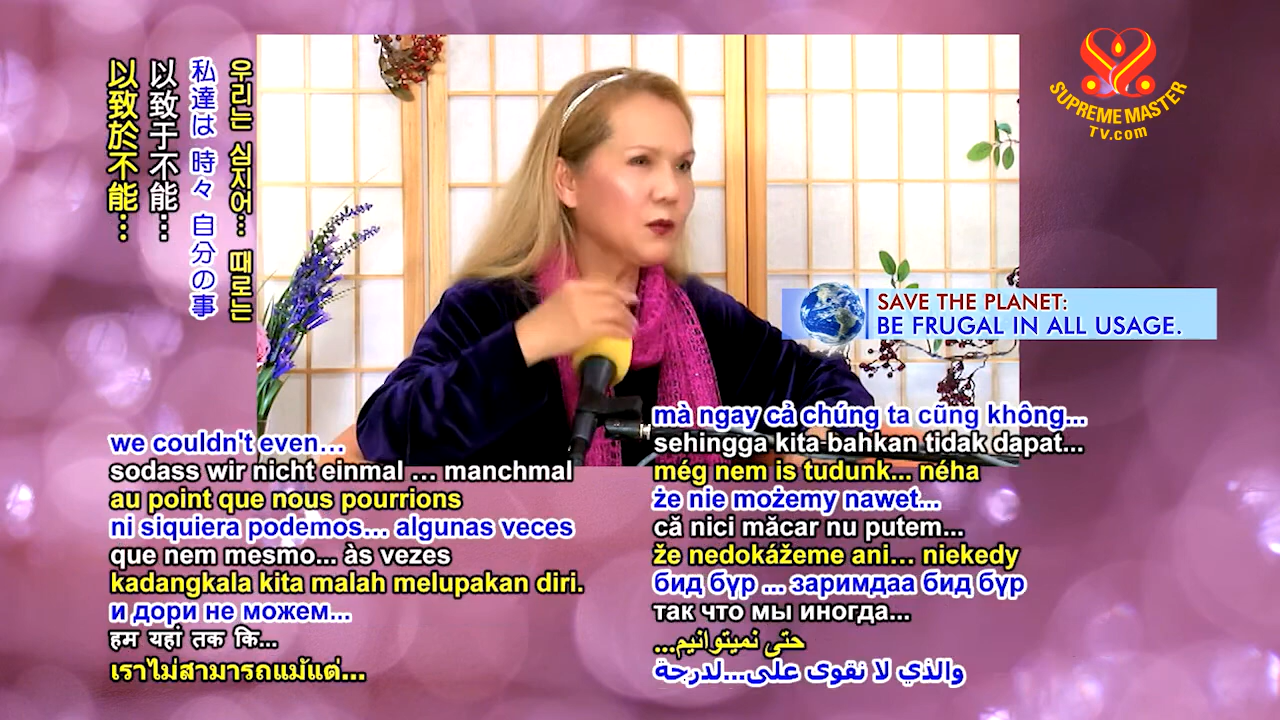 우리는 심지어... 때로는
私達は 時々 自分の事
以致于不能...
以致於不能...
SUPREME MASTER
TV.com
SAVE THE PLANET:
BE FRUGAL IN ALL USAGE.
we couldn't even…
sodass wir nicht einmal … manchmal
au point que nous pourrions
ni siquiera podemos… algunas veces
que nem mesmo... às vezes
kadangkala kita malah melupakan diri.
и дори не можем...
हम यहां तक कि...
เราไม่สามารถแม้แต่...
mà ngay cả chúng ta cũng không...
sehingga kita bahkan tidak dapat...
még nem is tudunk... néha
że nie możemy nawet...
că nici măcar nu putem...
že nedokážeme ani… niekedy
бид бүр ... заримдаа бид бүр
так что мы иногда...
حتی نمیتوانیم...
والذي لا نقوى على...لدرجة